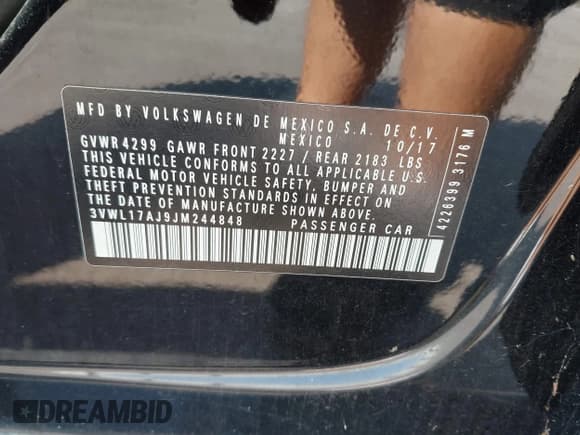 MFD BY VOLKSWAGEN DE MEXICO S.A. DE C.V.
MEXICO 10/17
GVWR 4299 GAWR FRONT 2227 / REAR 2183 LBS
THIS VEHICLE CONFORMS TO ALL APPLICABLE U.S.
FEDERAL MOTOR VEHICLE SAFETY, BUMPER AND
THEFT PREVENTION STANDARDS IN EFFECT ON
THE DATE OF MANUFACTURE SHOWN ABOVE
3VWL17AJ9JM244848 PASSENGER CAR
4226399 3176 M
DREAMBID